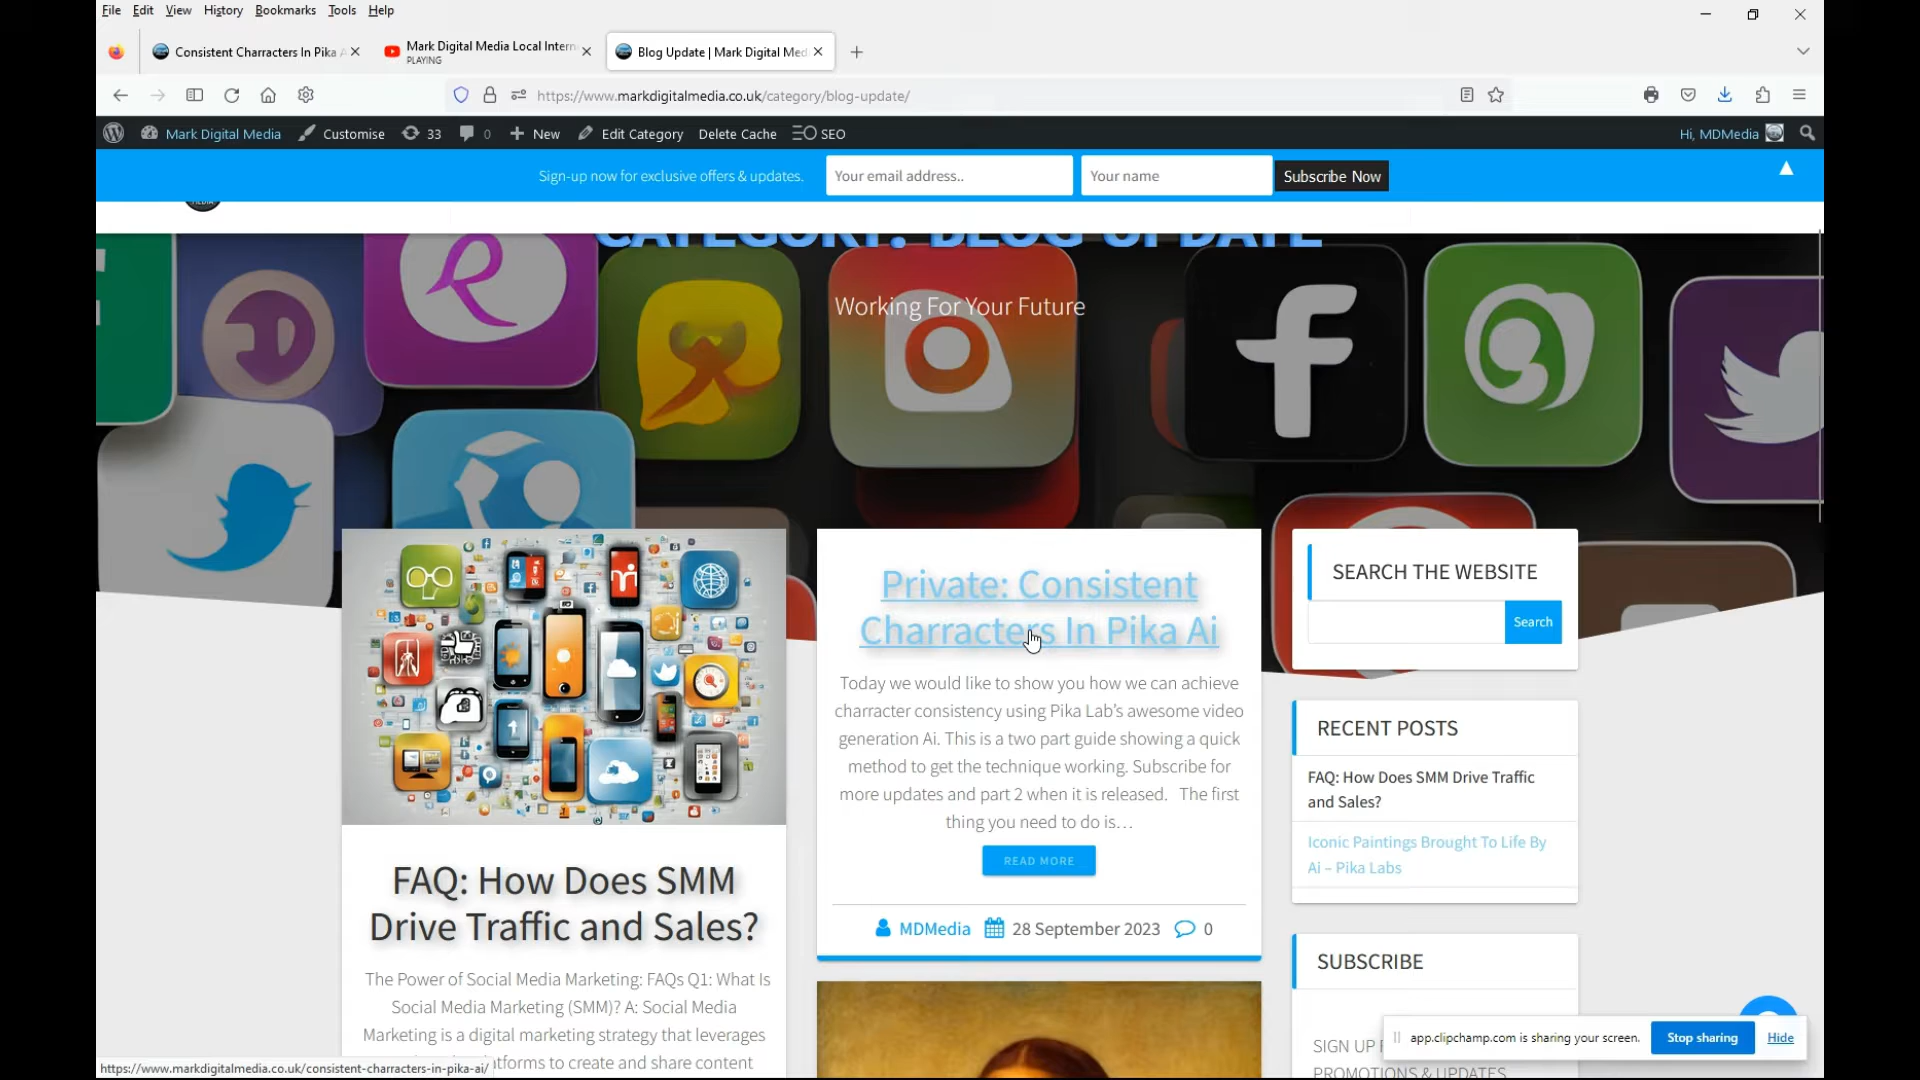 File Edit View History Bookmarks Tools Help
Consistent Charracters In Pika A
Mark Digital Media Local Intern
PLAYING
Blog Update | Mark Digital Med
https://www.markdigitalmedia.co.uk/category/blog-update/
Mark Digital Media Customise 33 0 New Edit Category Delete Cache SEO
Hi, MDMedia
Sign-up now for exclusive offers & updates. Your email address.. Your name Subscribe Now
CATEGORY: BLOG UPDATE
Working For Your Future
Private: Consistent
Charracters In Pika Ai
Today we would like to show you how we can achieve
character consistency using Pika Lab's awesome video
generation Ai. This is a two part guide showing a quick
method to get the technique working. Subscribe for
more updates and part 2 when it is released. The first
thing you need to do is…
READ MORE
MDMedia 28 September 2023 0
FAQ: How Does SMM
Drive Traffic and Sales?
The Power of Social Media Marketing: FAQs Q1: What Is
Social Media Marketing (SMM)? A: Social Media
Marketing is a digital marketing strategy that leverages
atforms to create and share content
SEARCH THE WEBSITE
Search
RECENT POSTS
FAQ: How Does SMM Drive Traffic
and Sales?
Iconic Paintings Brought To Life By
Ai – Pika Labs
SUBSCRIBE
SIGN UP
PROMOTIONS & UPDATES
app.clipchamp.com is sharing your screen. Stop sharing Hide
https://www.markdigitalmedia.co.uk/consistent-charracters-in-pika-ai/